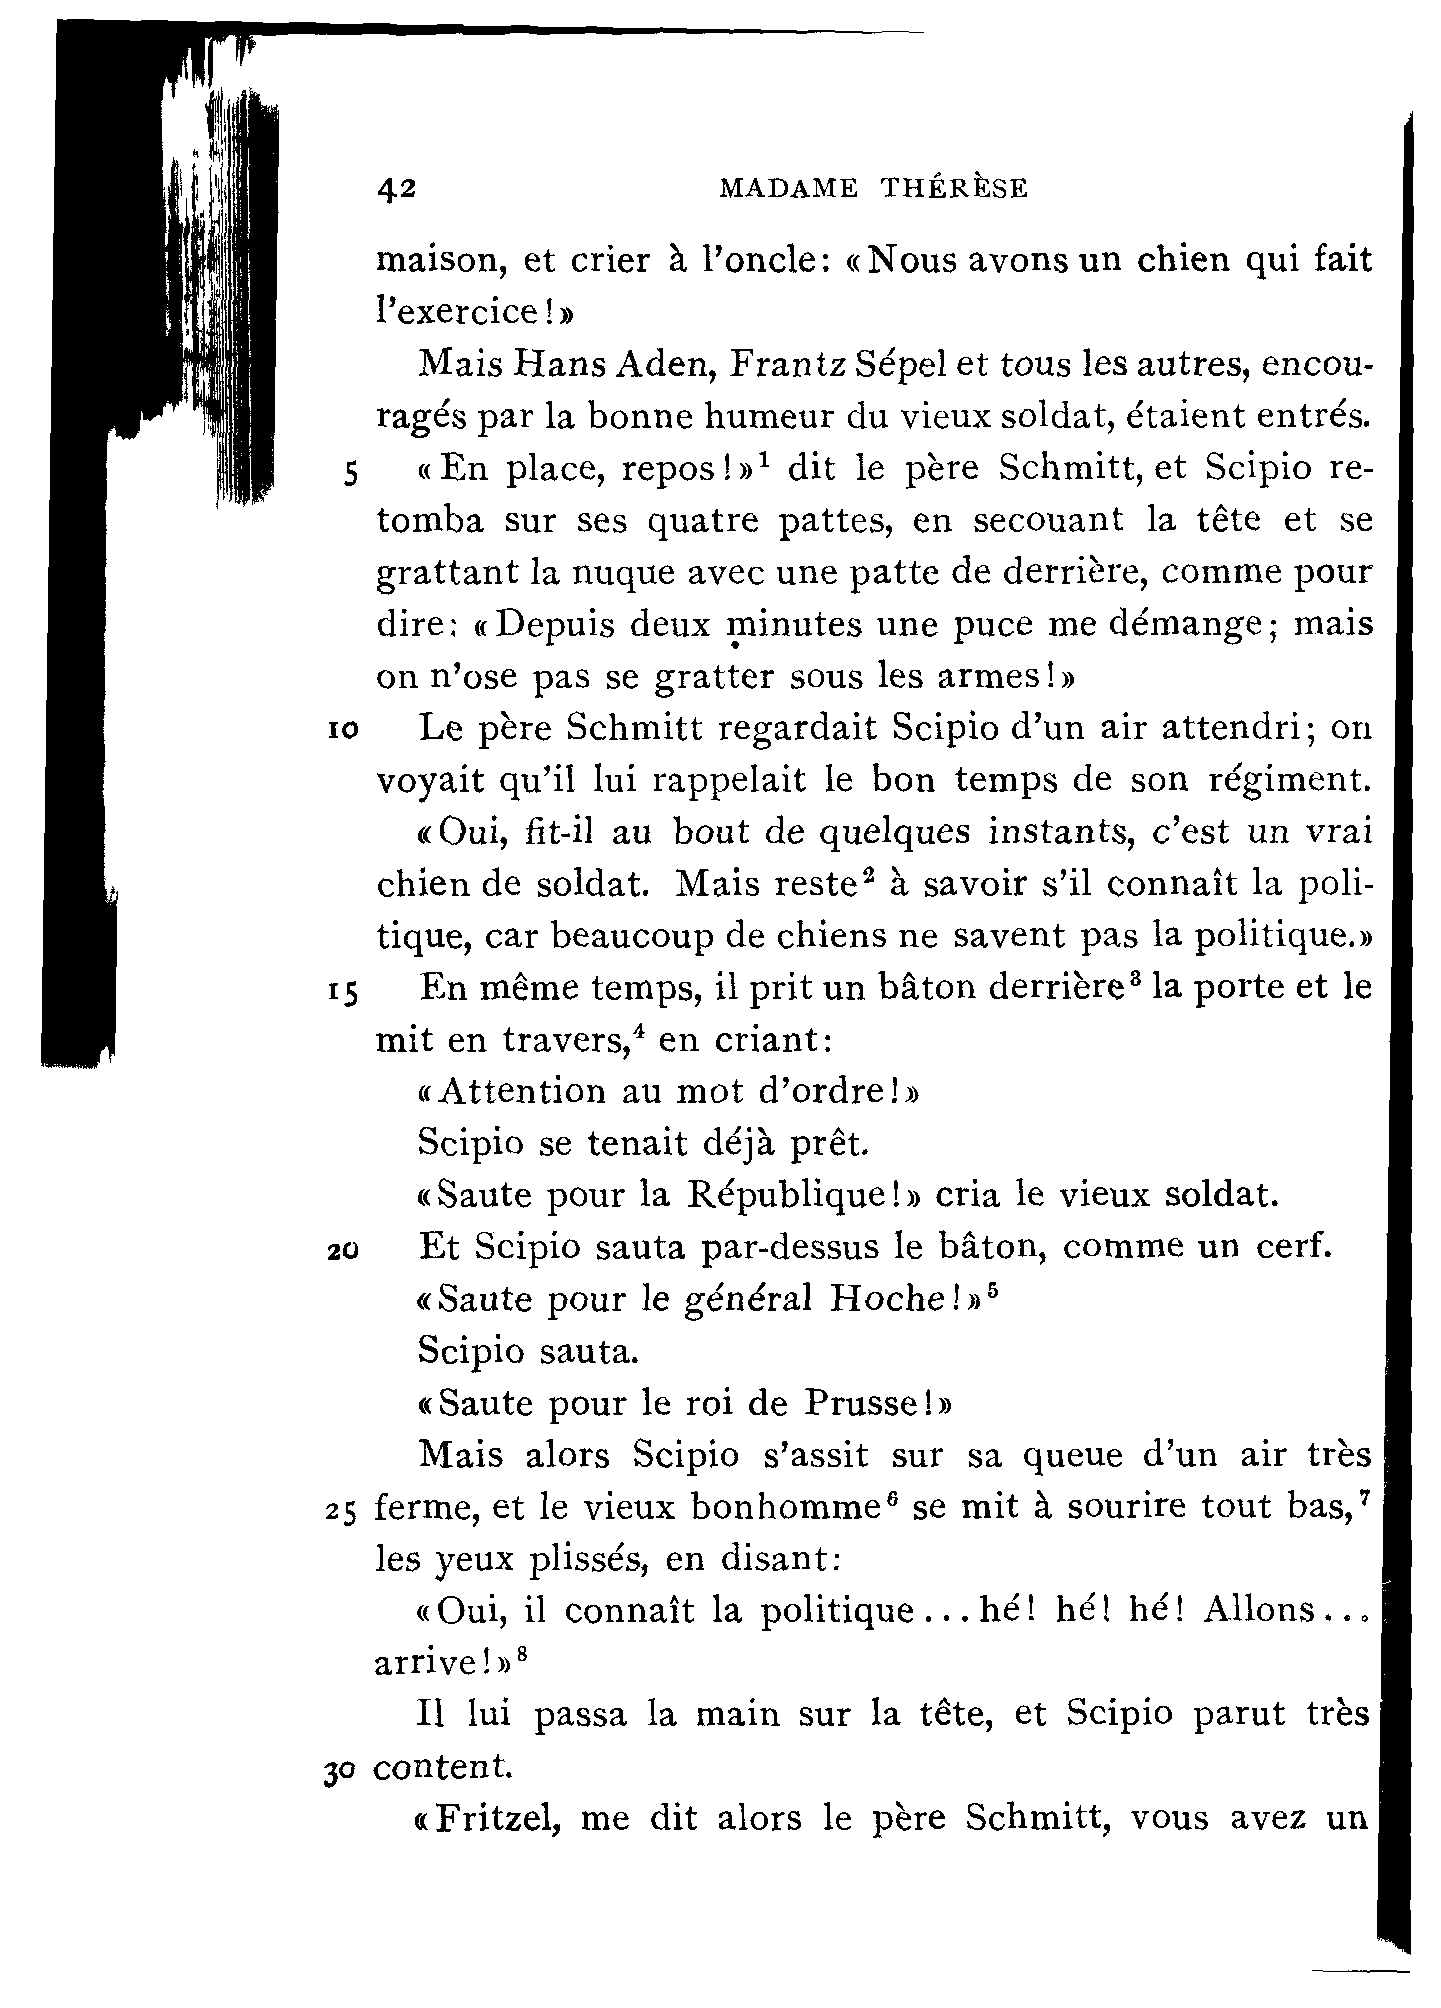 42 MADAME THÉRÈSE
maison, et crier à l'oncle: «Nous avons un chien qui fait
l'exercice!»
Mais Hans Aden, Frantz Sépel et tous les autres, encou-
ragés par la bonne humeur du vieux soldat, étaient entrés.
5 «En place, repos!»¹ dit le père Schmitt, et Scipio re-
tomba sur ses quatre pattes, en secouant la tête et se
grattant la nuque avec une patte de derrière, comme pour
dire: «Depuis deux minutes une puce me démange; mais
on n'ose pas se gratter sous les armes!»
10 Le père Schmitt regardait Scipio d'un air attendri; on
voyait qu'il lui rappelait le bon temps de son régiment.
«Oui, fit-il au bout de quelques instants, c'est un vrai
chien de soldat. Mais reste² à savoir s'il connaît la poli-
tique, car beaucoup de chiens ne savent pas la politique.»
15 En même temps, il prit un bâton derrière³ la porte et le
mit en travers,⁴ en criant:
«Attention au mot d'ordre!»
Scipio se tenait déjà prêt.
«Saute pour la République!» cria le vieux soldat.
20 Et Scipio sauta par-dessus le bâton, comme un cerf.
«Saute pour le général Hoche!»⁵
Scipio sauta.
«Saute pour le roi de Prusse!»
Mais alors Scipio s'assit sur sa queue d'un air très
25 ferme, et le vieux bonhomme⁶ se mit à sourire tout bas,⁷
les yeux plissés, en disant:
«Oui, il connaît la politique... hé! hé! hé! Allons...
arrive!»⁸
Il lui passa la main sur la tête, et Scipio parut très
30 content.
«Fritzel, me dit alors le père Schmitt, vous avez un